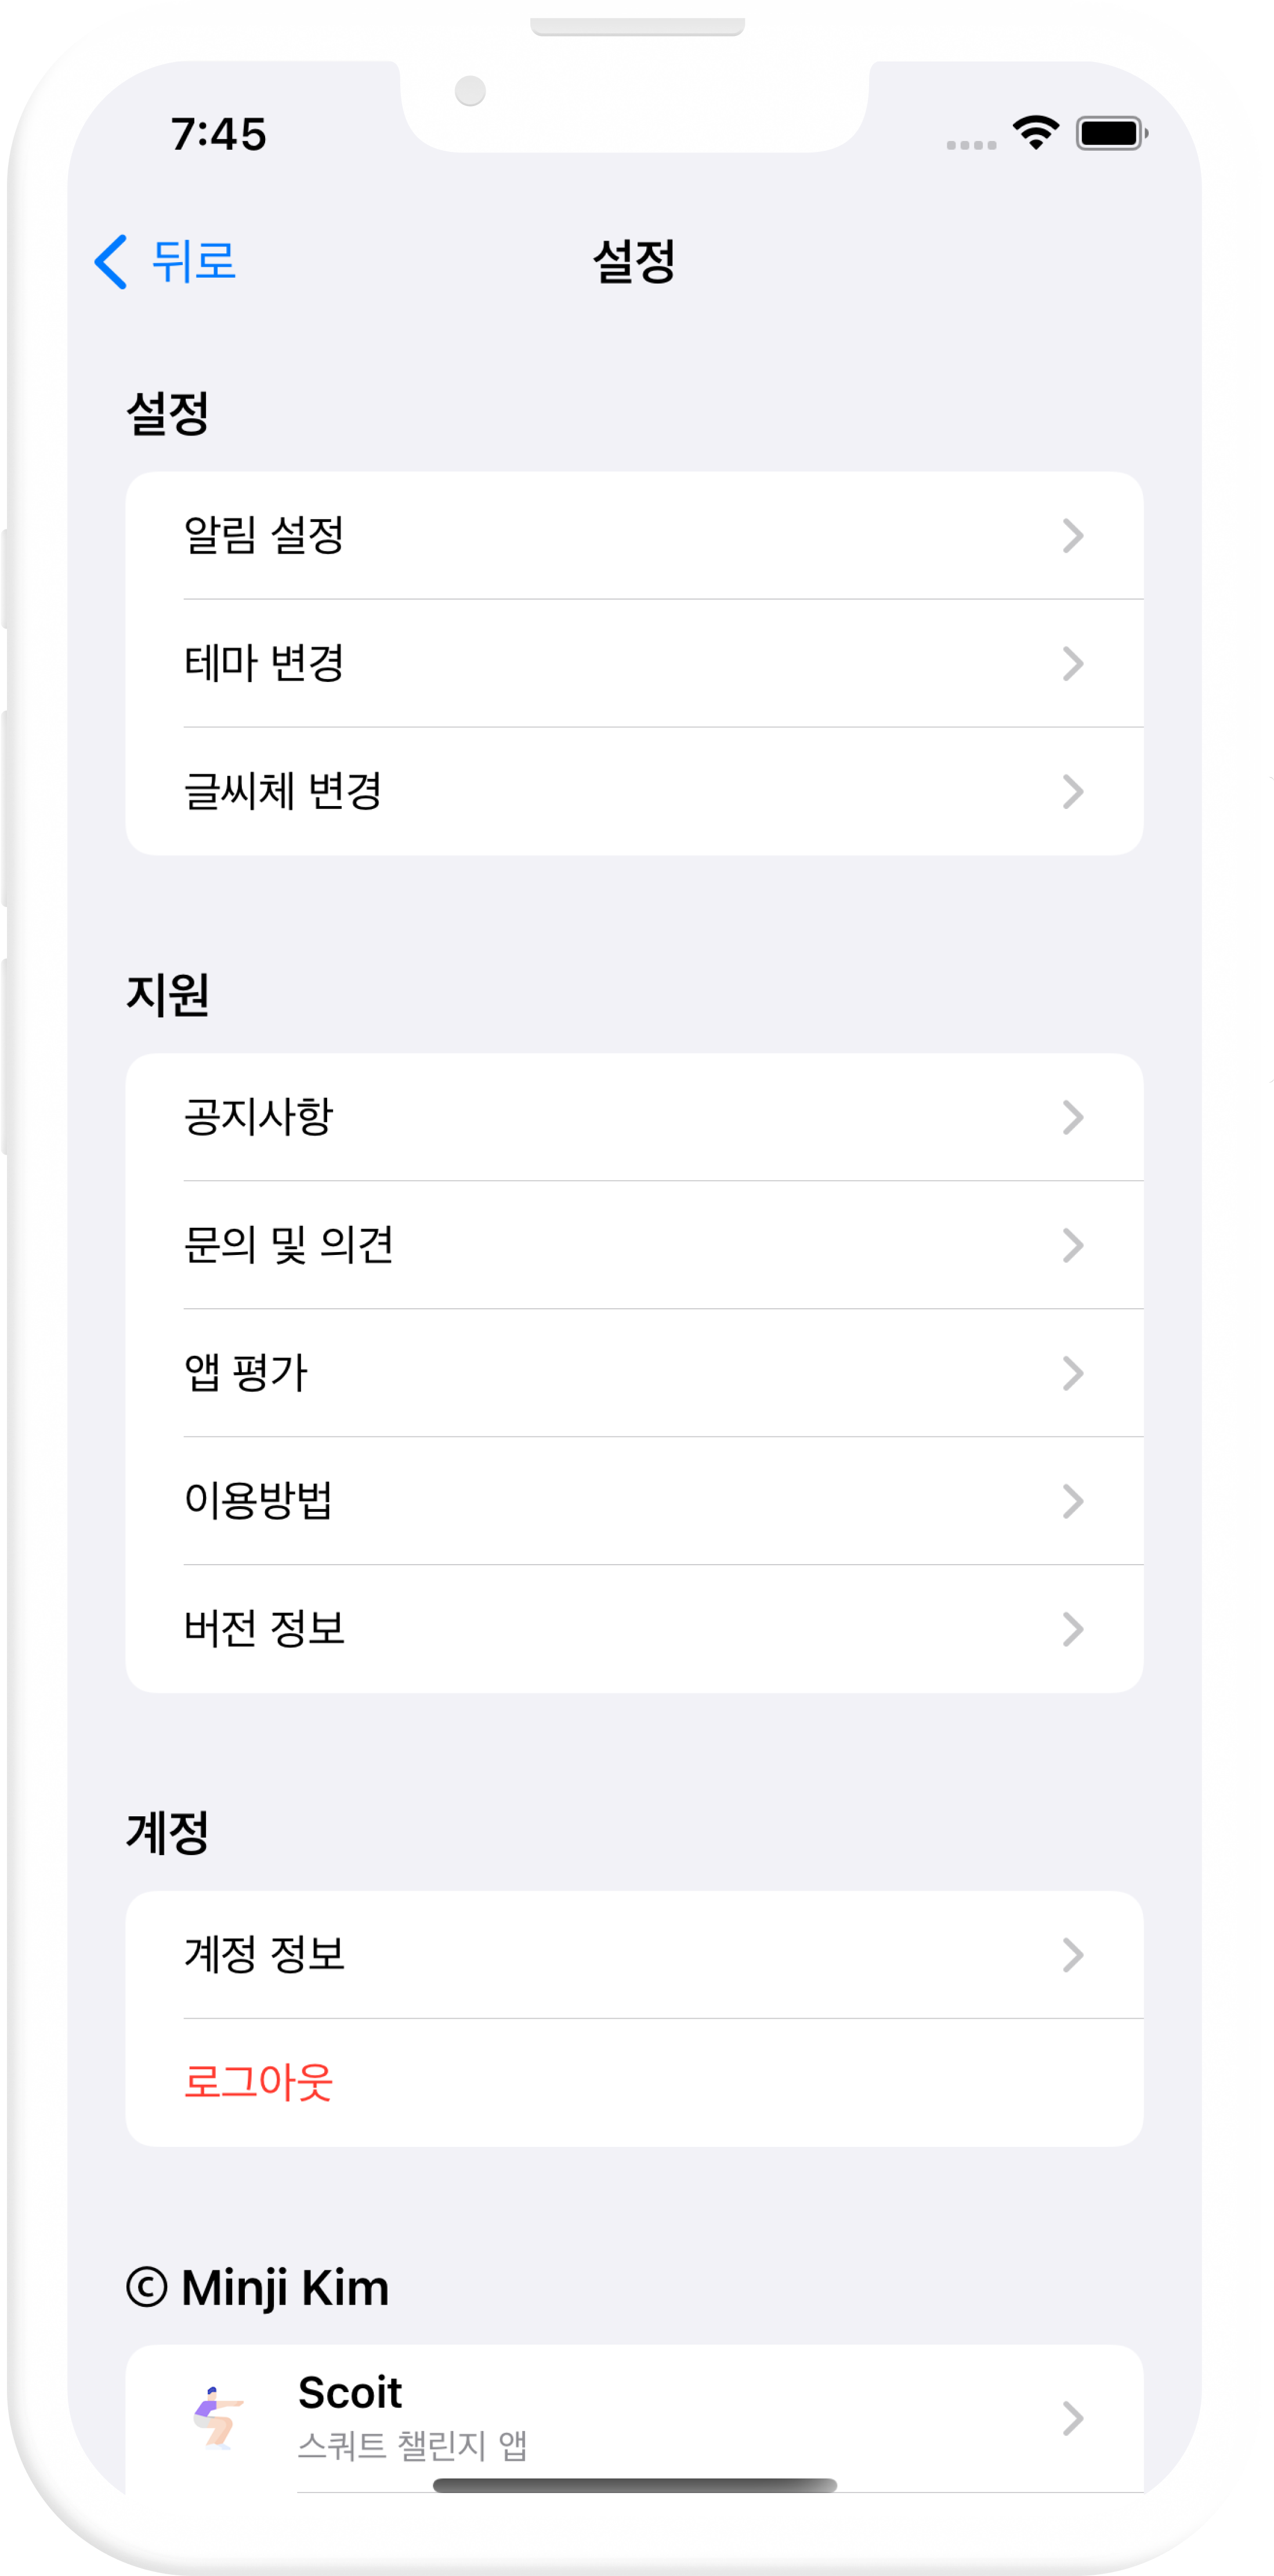 7:45
뒤로
설정
설정
알림 설정
테마 변경
글씨체 변경
지원
공지사항
문의 및 의견
앱 평가
이용방법
버전 정보
계정
계정 정보
로그아웃
© Minji Kim
Scoit
스쿼트 챌린지 앱